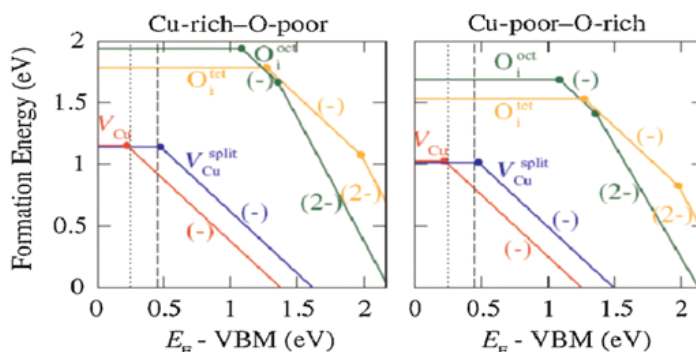 Cu-rich–O-poor
Cu-poor–O-rich
Formation Energy (eV)
2
1.5
1
0.5
0
O_i^oct
(-)
O_i^tet
(-)
V_Cu
V_Cu^split
(-)
(2-)
(2-)
(-)
O_i^oct
(-)
O_i^tet
(-)
V_Cu
V_Cu^split
(2-)
(2-)
(-)
(-)
0 0.5 1 1.5 2
0 0.5 1 1.5 2
E_F - VBM (eV)
E_F - VBM (eV)